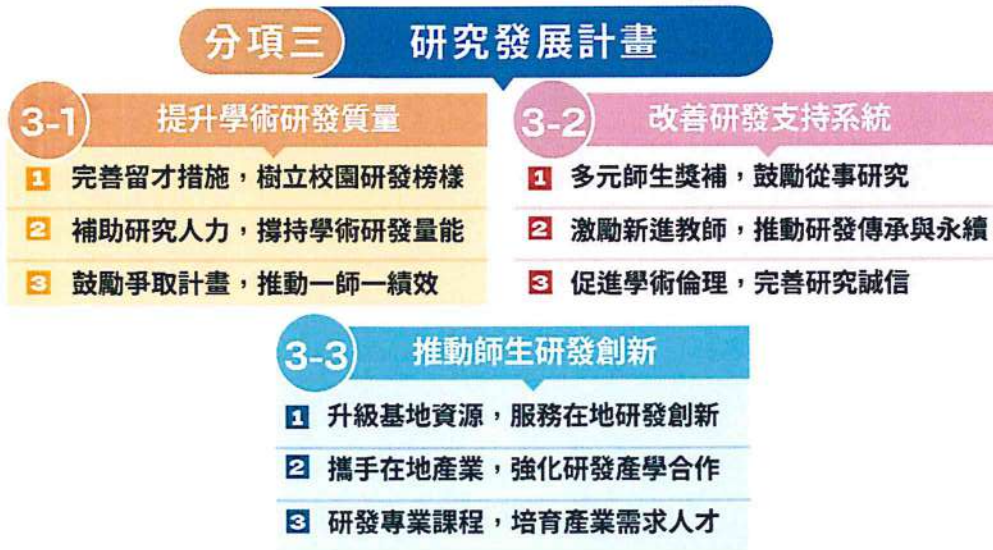 分項三 研究發展計畫
3-1 提升學術研發質量
1 完善留才措施，樹立校園研發榜樣
2 補助研究人力，撐持學術研發量能
3 鼓勵爭取計畫，推動一師一績效
3-2 改善研發支持系統
1 多元師生獎補，鼓勵從事研究
2 激勵新進教師，推動研發傳承與永續
3 促進學術倫理，完善研究誠信
3-3 推動師生研發創新
1 升級基地資源，服務在地研發創新
2 攜手在地產業，強化研發產學合作
3 研發專業課程，培育產業需求人才